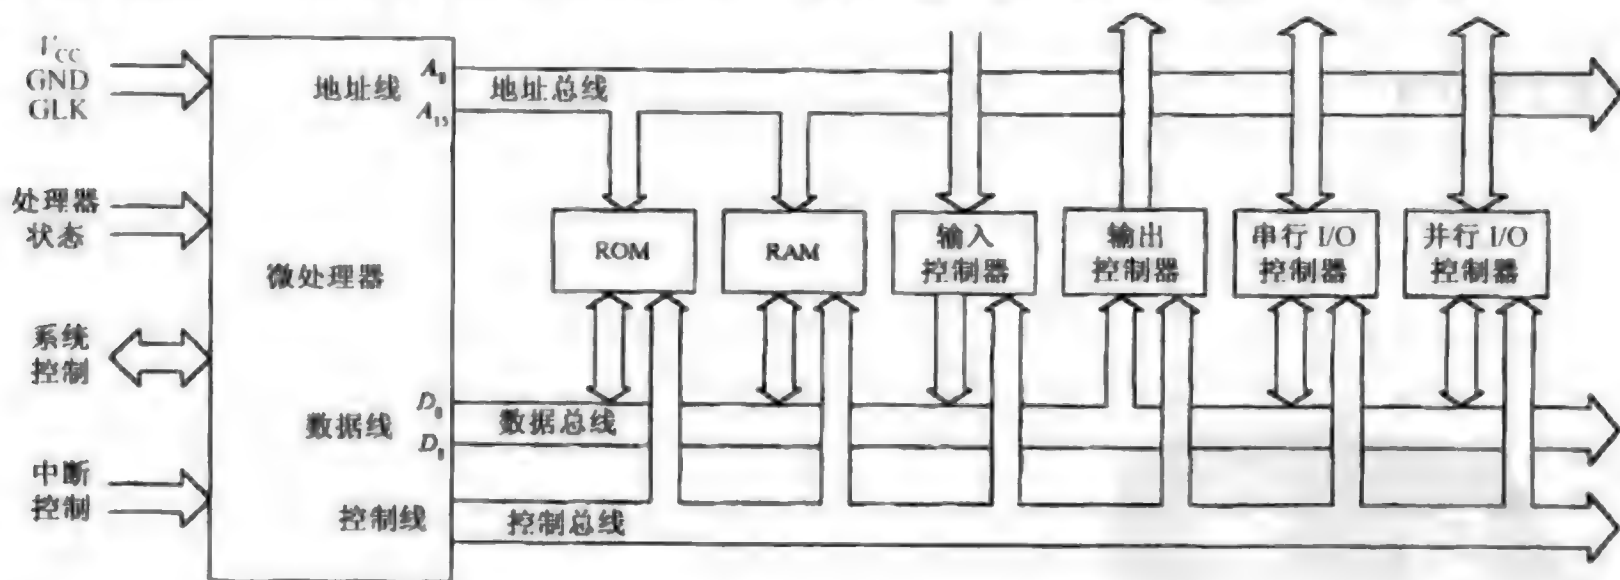 V_CC
GND
GLK
处理器
状态
系统
控制
中断
控制
地址线
A_0
地址总线
A_15
微处理器
ROM
RAM
输入
控制器
输出
控制器
串行 I/O
控制器
并行 I/O
控制器
数据线
D_0
数据总线
控制线
控制总线